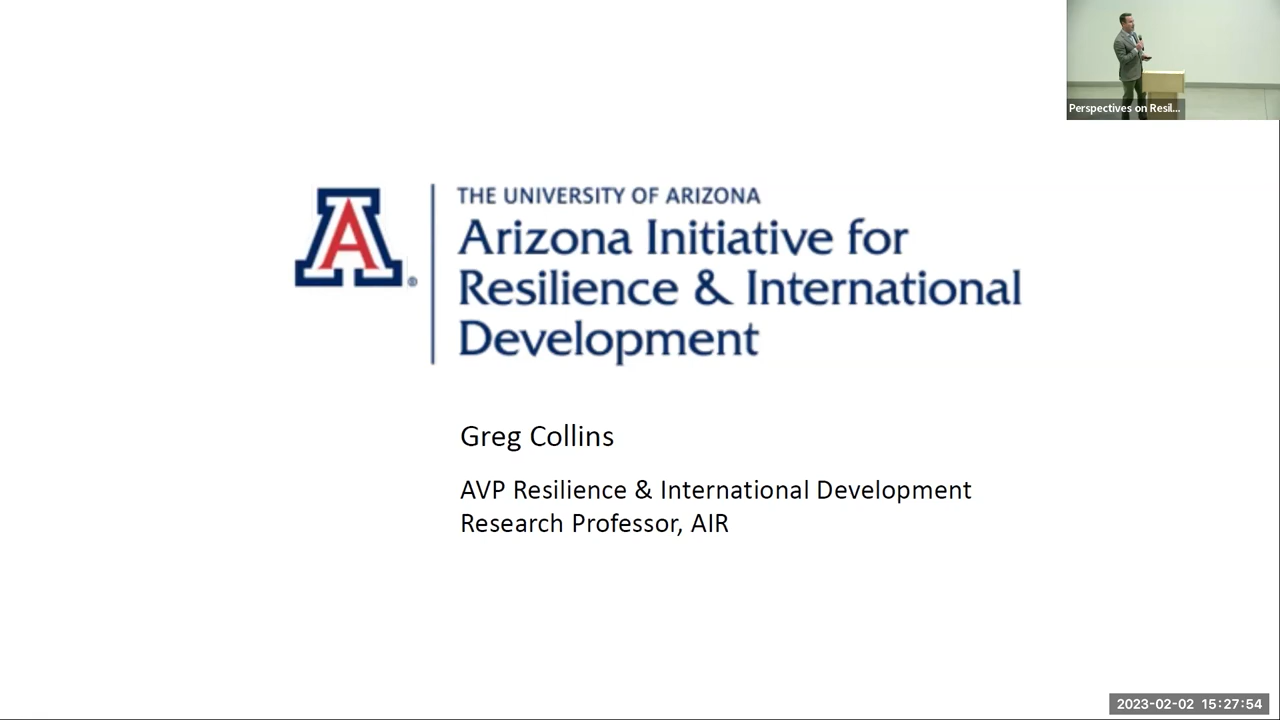 Perspectives on Resil...
A
®
THE UNIVERSITY OF ARIZONA
Arizona Initiative for
Resilience & International
Development
Greg Collins
AVP Resilience & International Development
Research Professor, AIR
2023-02-02 15:27:54